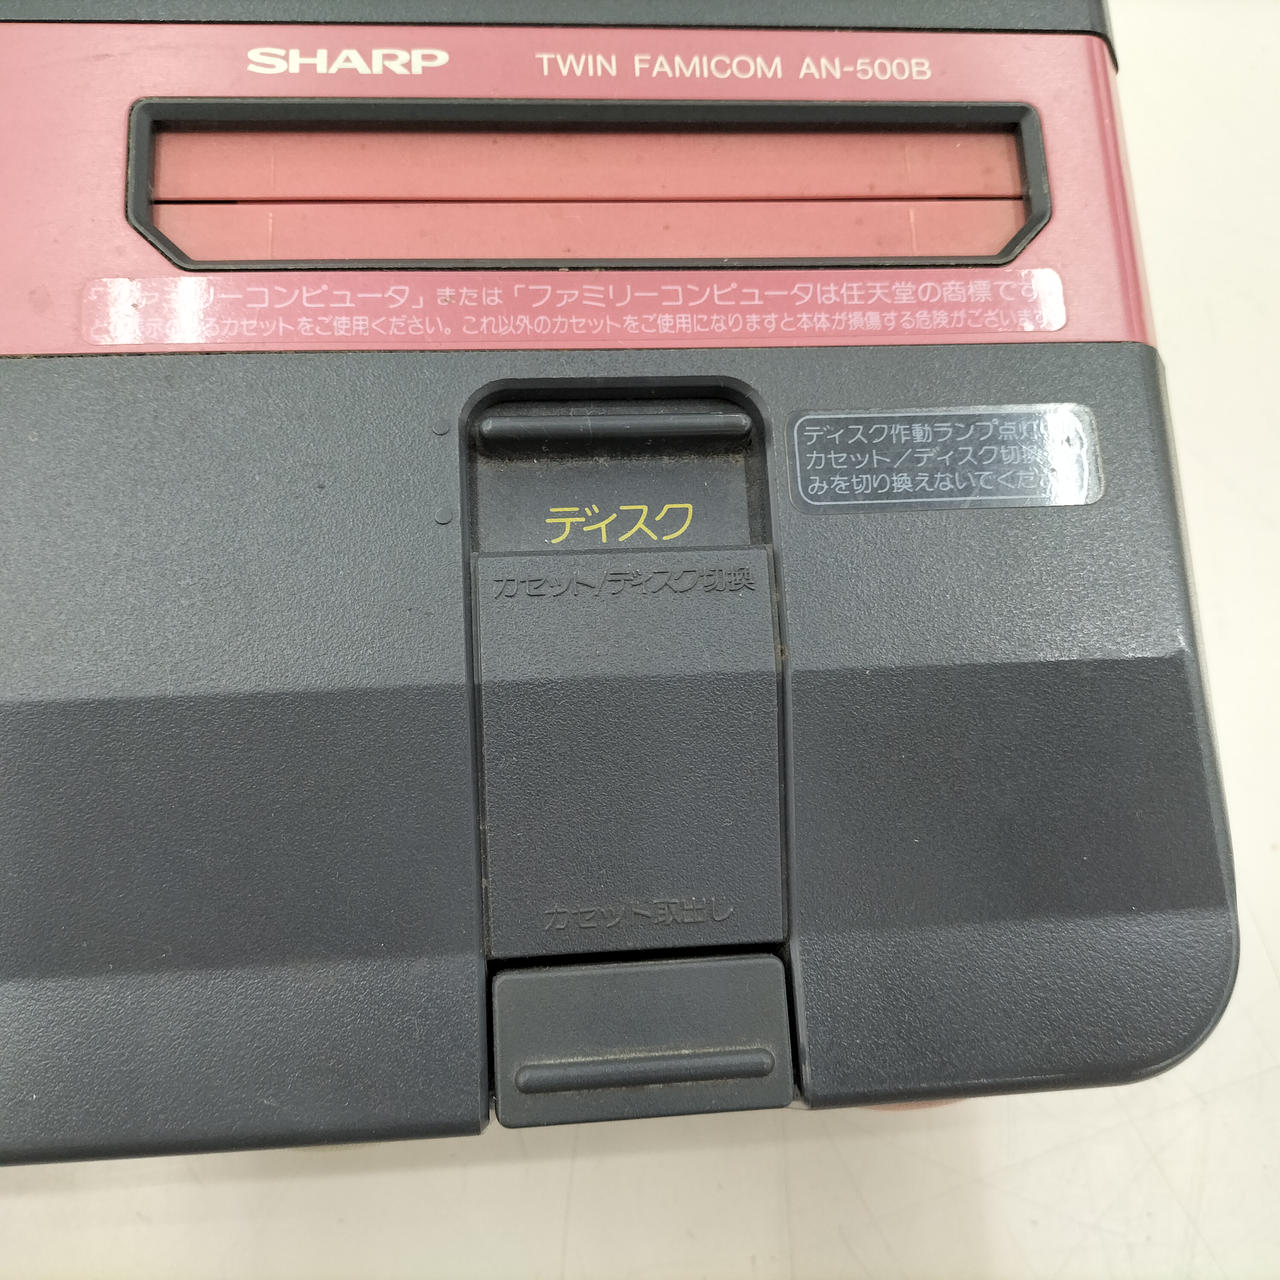 SHARP TWIN FAMICOM AN-500B
ファミリーコンピュータ」または「ファミリーコンピュータは任天堂の商標です
るカセットをご使用ください。これ以外のカセットをご使用になりますと本体が損傷する危険がございます
ディスク作動ランプ点灯
カセット/ディスク切換
みを切り換えないでくだ
ディスク
カセット/ディスク切換
カセット取出し